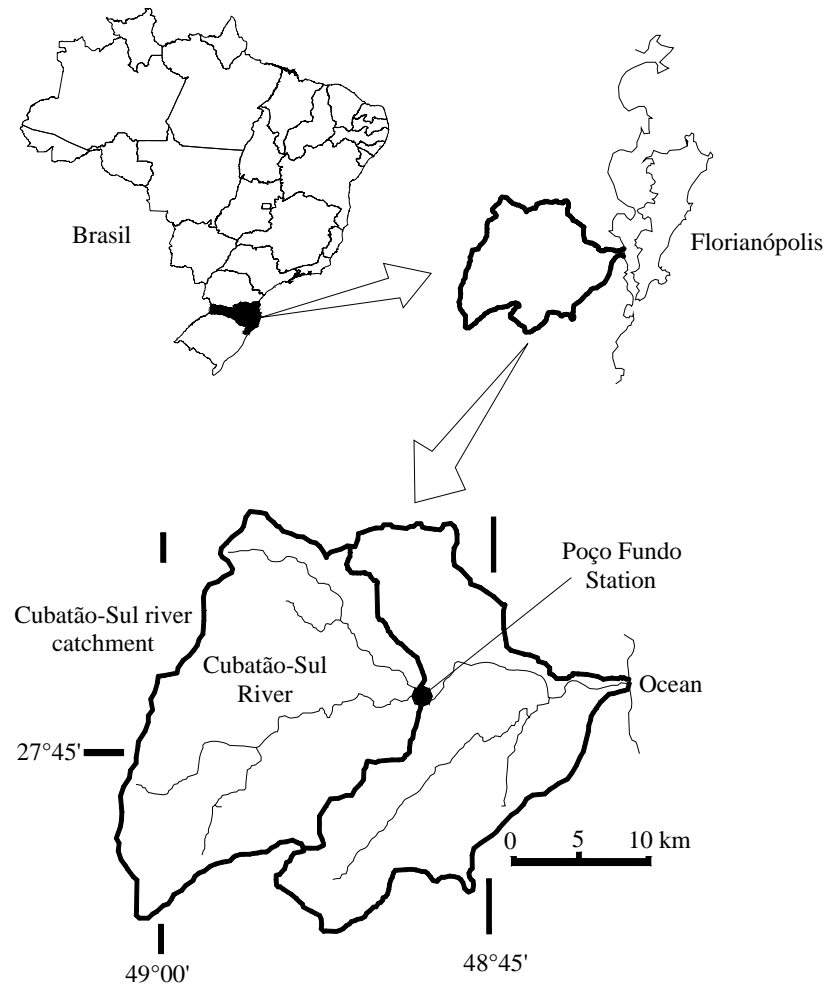 Brasil
Florianópolis
Poço Fundo
Station
Cubatão-Sul river
catchment
Cubatão-Sul
River
Ocean
27°45'
0 5 10 km
48°45'
49°00'